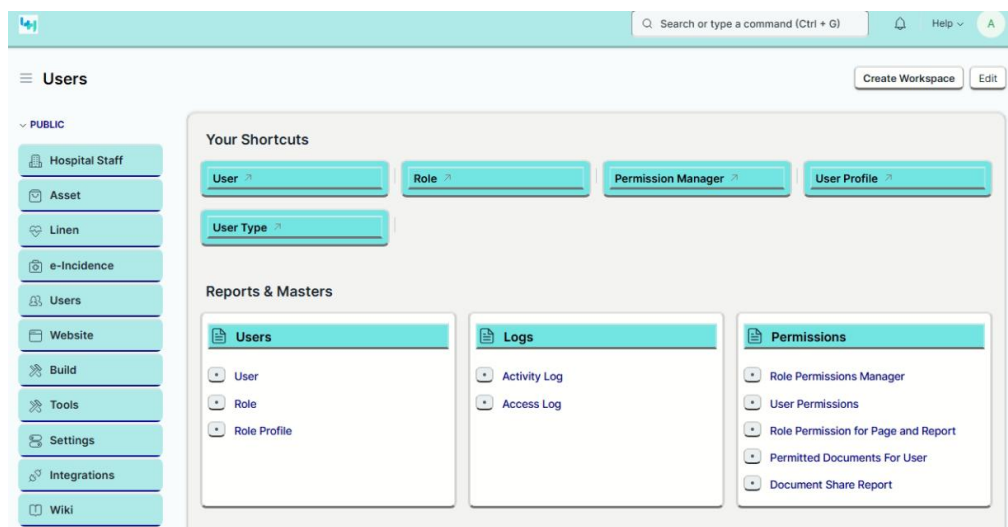 Search or type a command (Ctrl + G)
Help
A
Users
Create Workspace
Edit
PUBLIC
Hospital Staff
Asset
Linen
e-Incidence
Users
Website
Build
Tools
Settings
Integrations
Wiki
Your Shortcuts
User
Role
Permission Manager
User Profile
User Type
Reports & Masters
Users
User
Role
Role Profile
Logs
Activity Log
Access Log
Permissions
Role Permissions Manager
User Permissions
Role Permission for Page and Report
Permitted Documents For User
Document Share Report